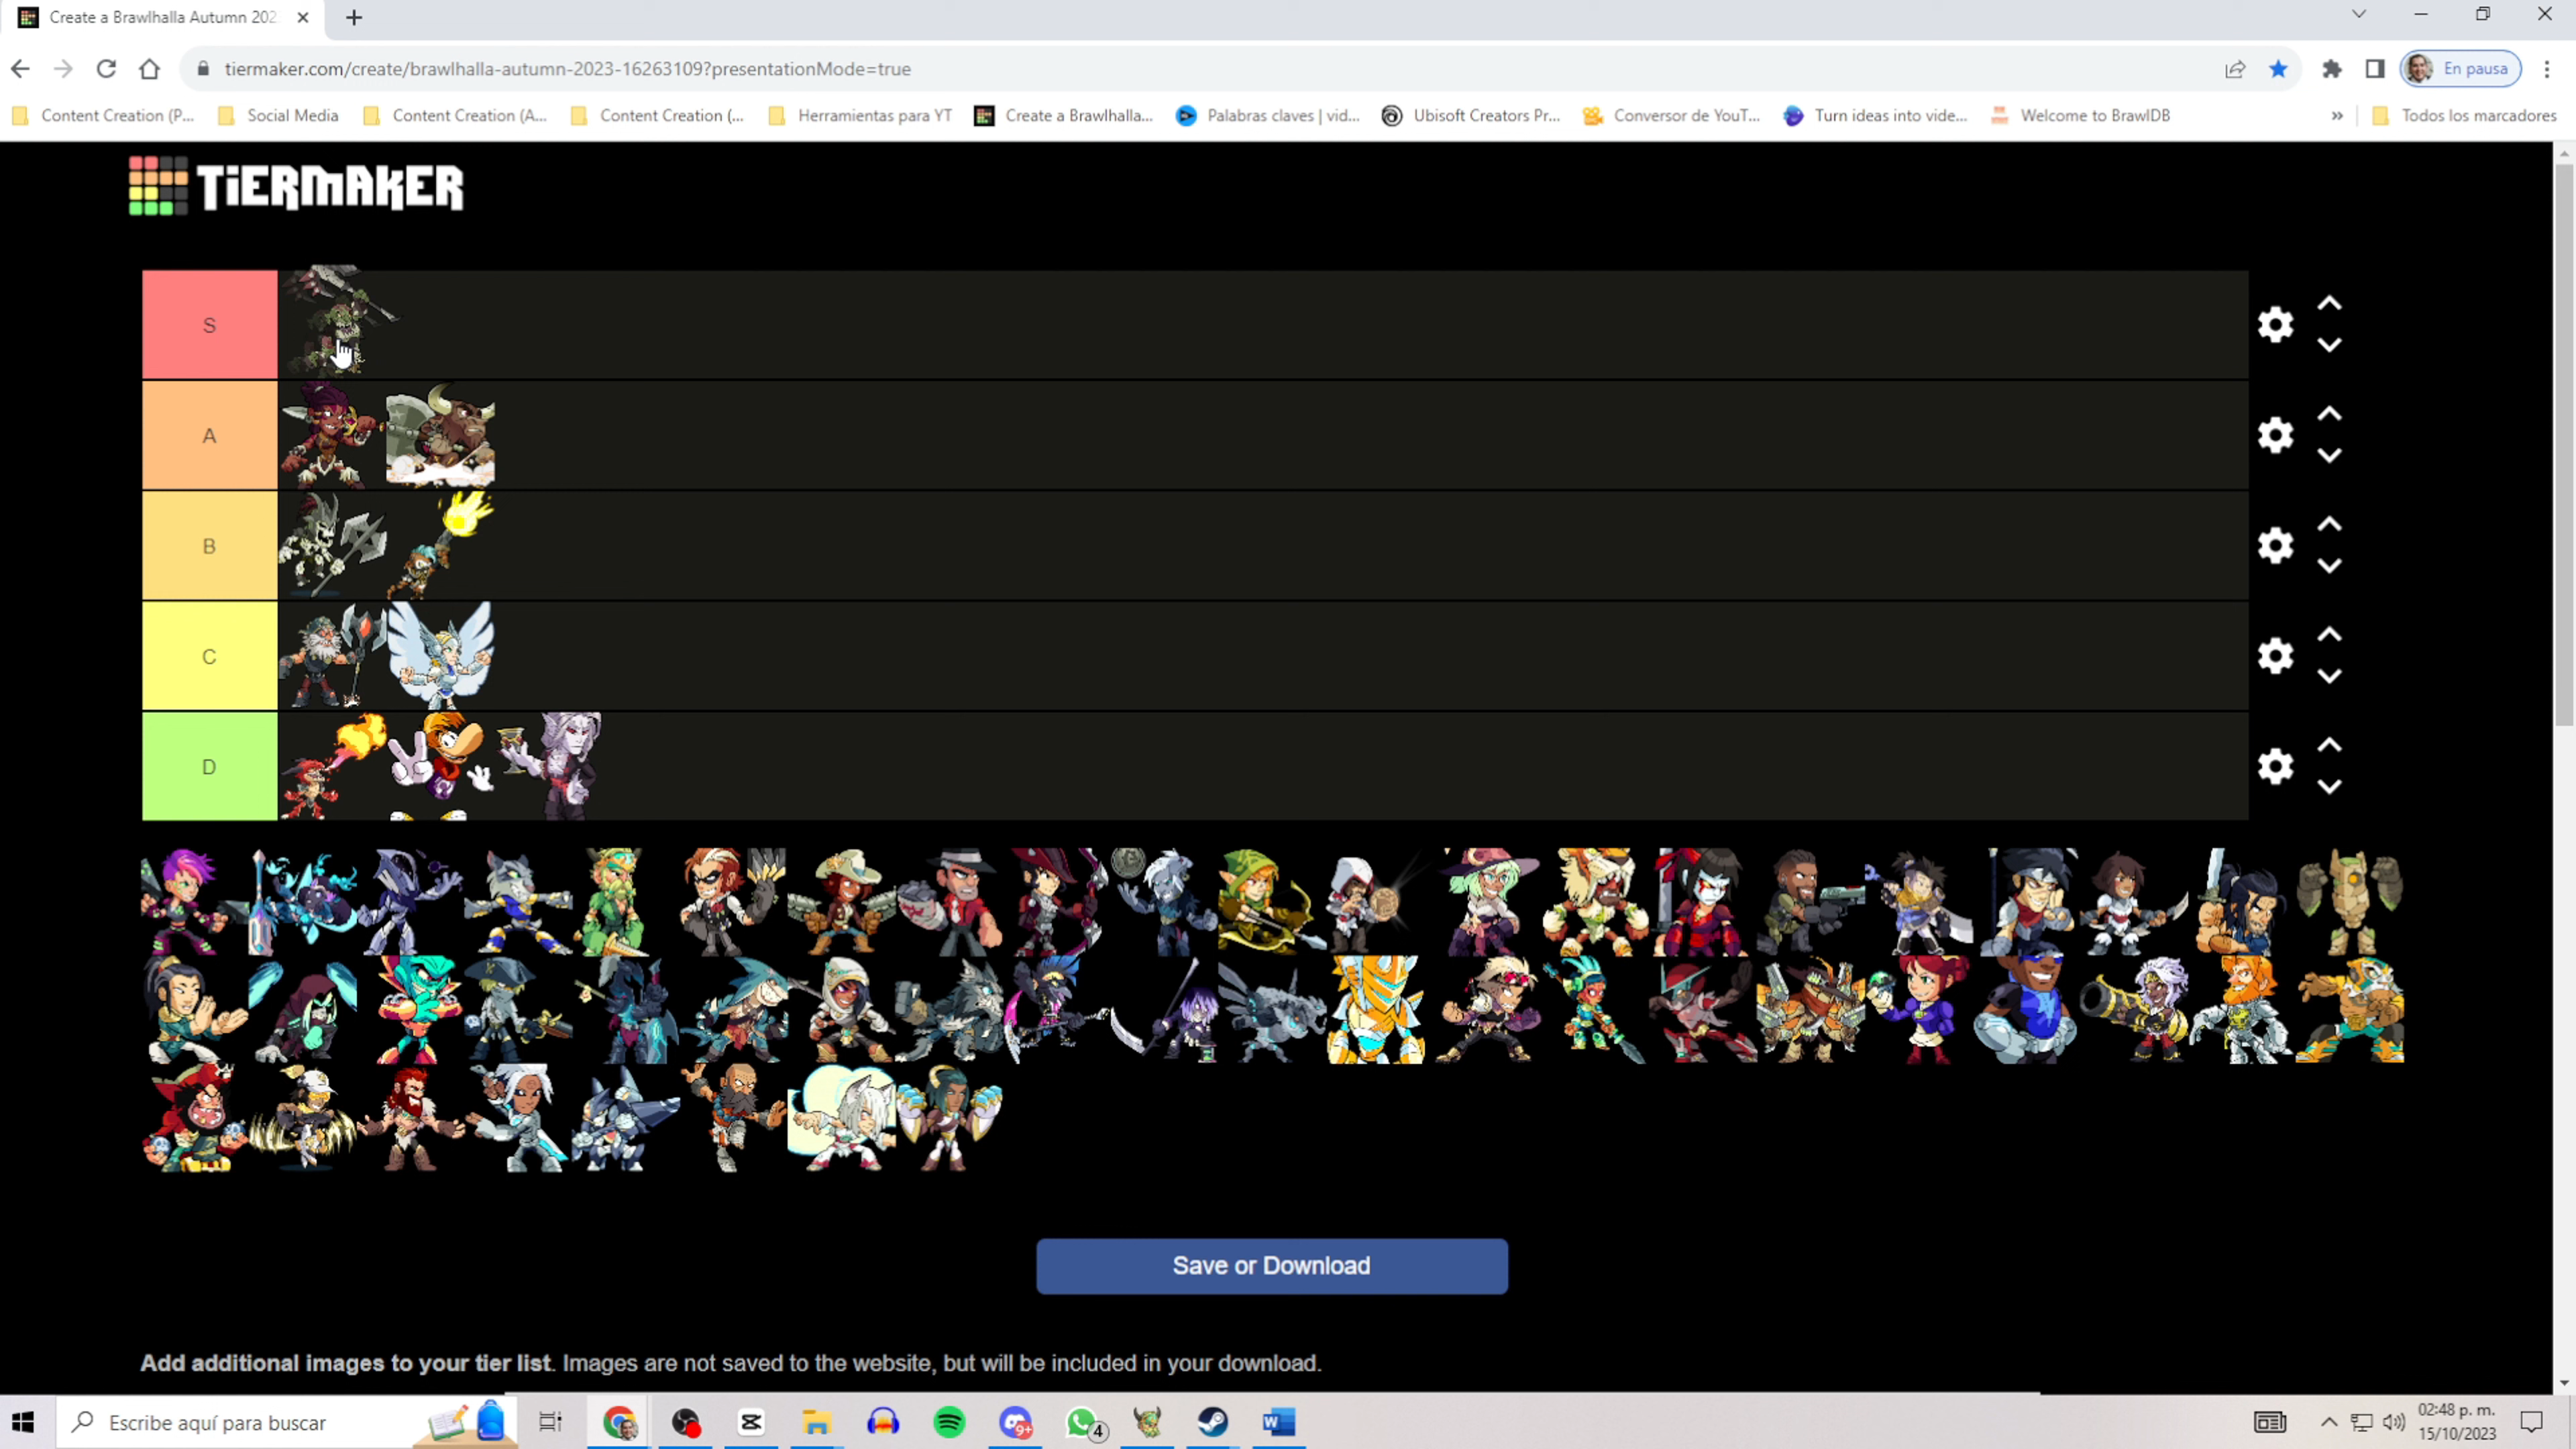 Create a Brawlhalla Autumn 202
tiermaker.com/create/brawlhalla-autumn-2023-16263109?presentationMode=true
En pausa
Content Creation (P...
Social Media
Content Creation (A...
Content Creation (...
Herramientas para YT
Create a Brawlhalla...
Palabras claves | vid...
Ubisoft Creators Pr...
Conversor de YouT...
Turn ideas into vide...
Welcome to BrawlDB
»
Todos los marcadores
TiERMAKER
S
A
B
C
D
Save or Download
Add additional images to your tier list. Images are not saved to the website, but will be included in your download.
Escribe aquí para buscar
9+
4
02:48 p. m.
15/10/2023